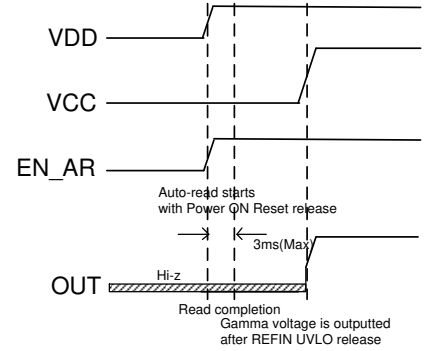 VDD
VCC
EN_AR
Auto-read starts
with Power ON Reset release
3ms(Max)
Hi-z
OUT
Read completion
Gamma voltage is outputted
after REFIN UVLO release